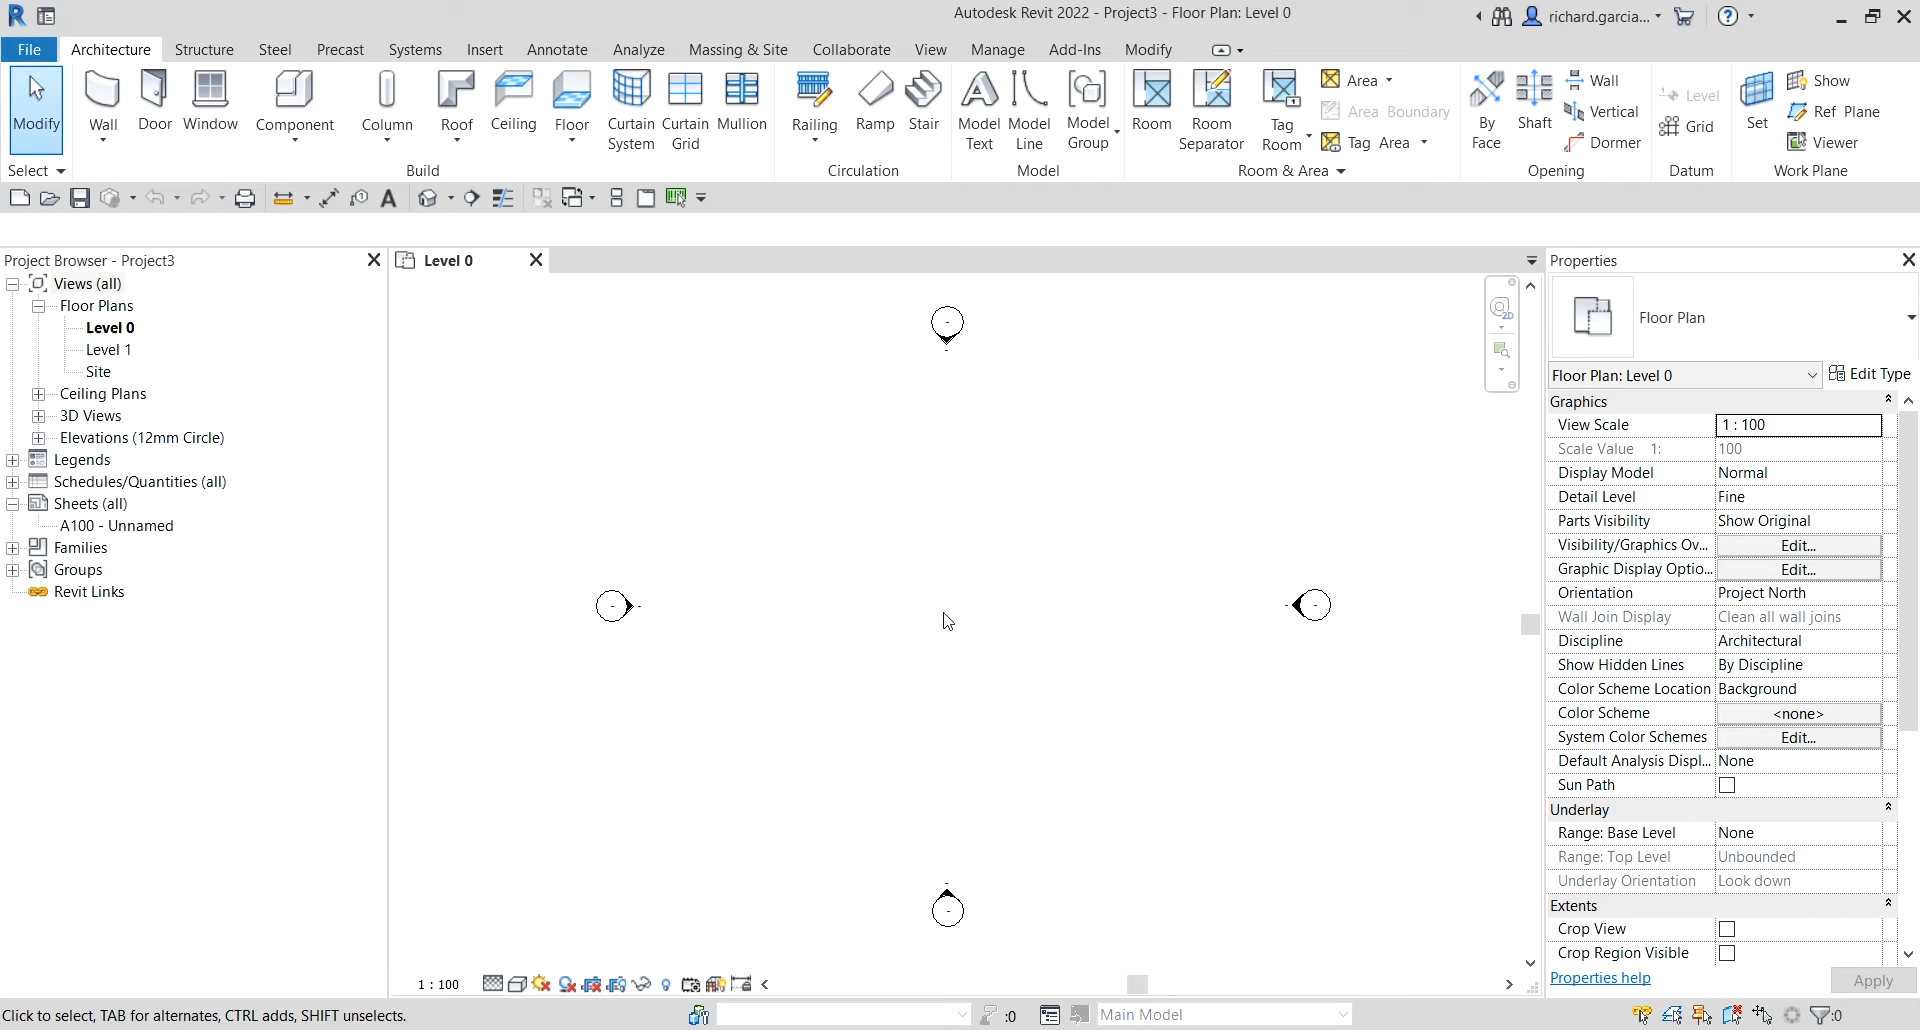 Autodesk Revit 2022 - Project3 - Floor Plan: Level 0
richard.garcia...
File Architecture Structure Steel Precast Systems Insert Annotate Analyze Massing & Site Collaborate View Manage Add-Ins Modify
Modify
Wall
Door
Window
Component
Column
Roof
Ceiling
Floor
Curtain System
Curtain Grid
Mullion
Railing
Ramp
Stair
Model Text
Model Line
Model Group
Room
Room Separator
Tag Room
Area
Area Boundary
Tag Area
By Face
Shaft
Wall
Vertical
Dormer
Level
Grid
Set
Show
Ref Plane
Viewer
Select Build Circulation Model Room & Area Opening Datum Work Plane
Project Browser - Project3
Views (all)
Floor Plans
Level 0
Level 1
Site
Ceiling Plans
3D Views
Elevations (12mm Circle)
Legends
Schedules/Quantities (all)
Sheets (all)
A100 - Unnamed
Families
Groups
Revit Links
Level 0
2D
1 : 100
Properties
Floor Plan
Floor Plan: Level 0
Edit Type
Graphics
View Scale 1 : 100
Scale Value 1: 100
Display Model Normal
Detail Level Fine
Parts Visibility Show Original
Visibility/Graphics Ov... Edit...
Graphic Display Optio... Edit...
Orientation Project North
Wall Join Display Clean all wall joins
Discipline Architectural
Show Hidden Lines By Discipline
Color Scheme Location Background
Color Scheme <none>
System Color Schemes Edit...
Default Analysis Displ... None
Sun Path
Underlay
Range: Base Level None
Range: Top Level Unbounded
Underlay Orientation Look down
Extents
Crop View
Crop Region Visible
Properties help
Apply
Click to select, TAB for alternates, CTRL adds, SHIFT unselects.
:0
Main Model
:0